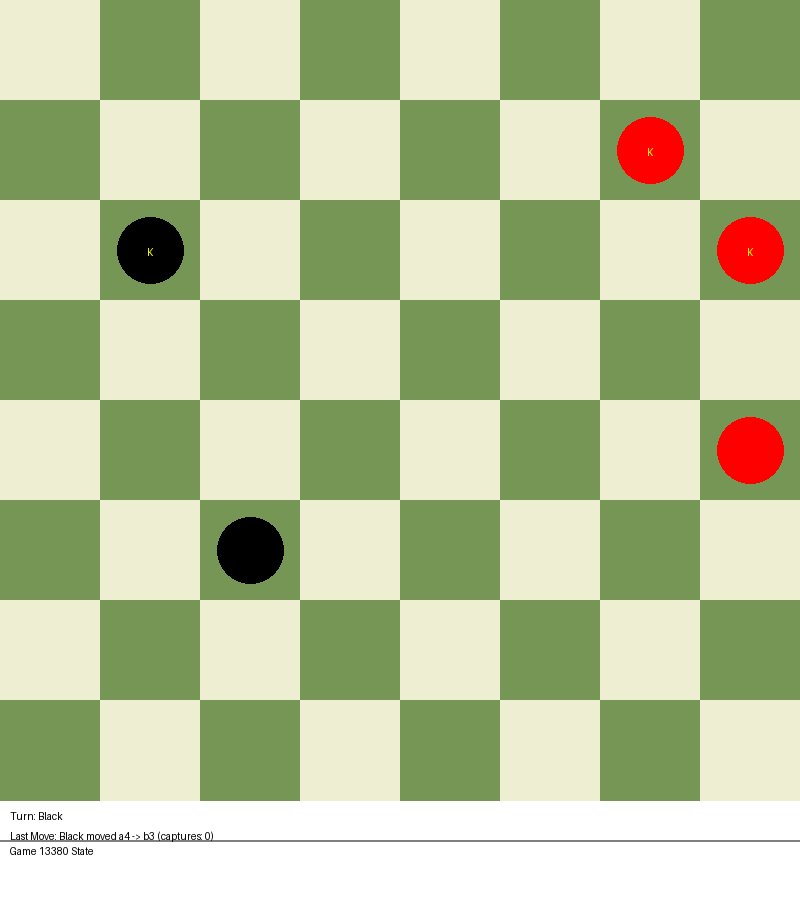 K
K
K
Turn: Black
Last Move: Black moved a4 -> b3 (captures: 0)
Game 13380 State